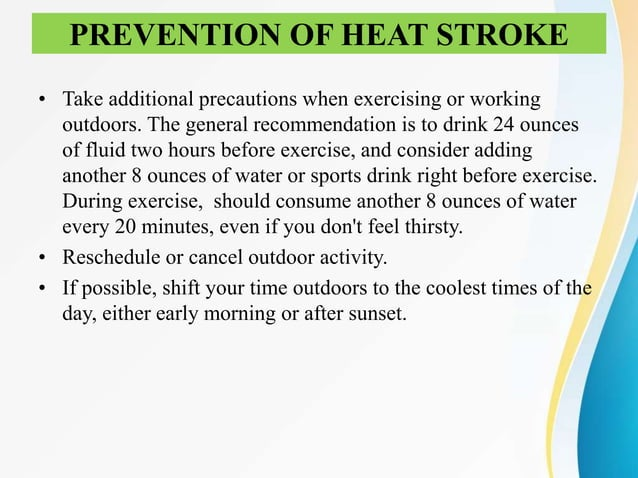 PREVENTION OF HEAT STROKE
• Take additional precautions when exercising or working
outdoors. The general recommendation is to drink 24 ounces
of fluid two hours before exercise, and consider adding
another 8 ounces of water or sports drink right before exercise.
During exercise,  should consume another 8 ounces of water
every 20 minutes, even if you don't feel thirsty.
• Reschedule or cancel outdoor activity.
• If possible, shift your time outdoors to the coolest times of the
day, either early morning or after sunset.